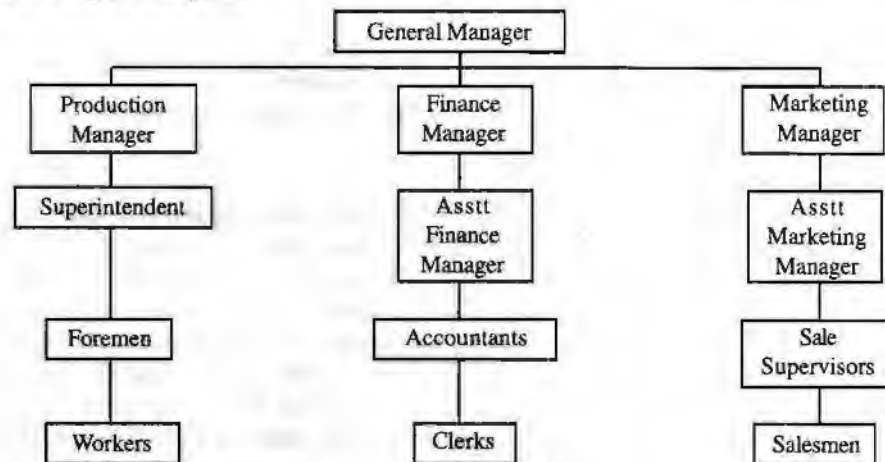 General Manager
Production
Manager
Finance
Manager
Marketing
Manager
Superintendent
Asstt
Finance
Manager
Asstt
Marketing
Manager
Foremen
Accountants
Sale
Supervisors
Workers
Clerks
Salesmen